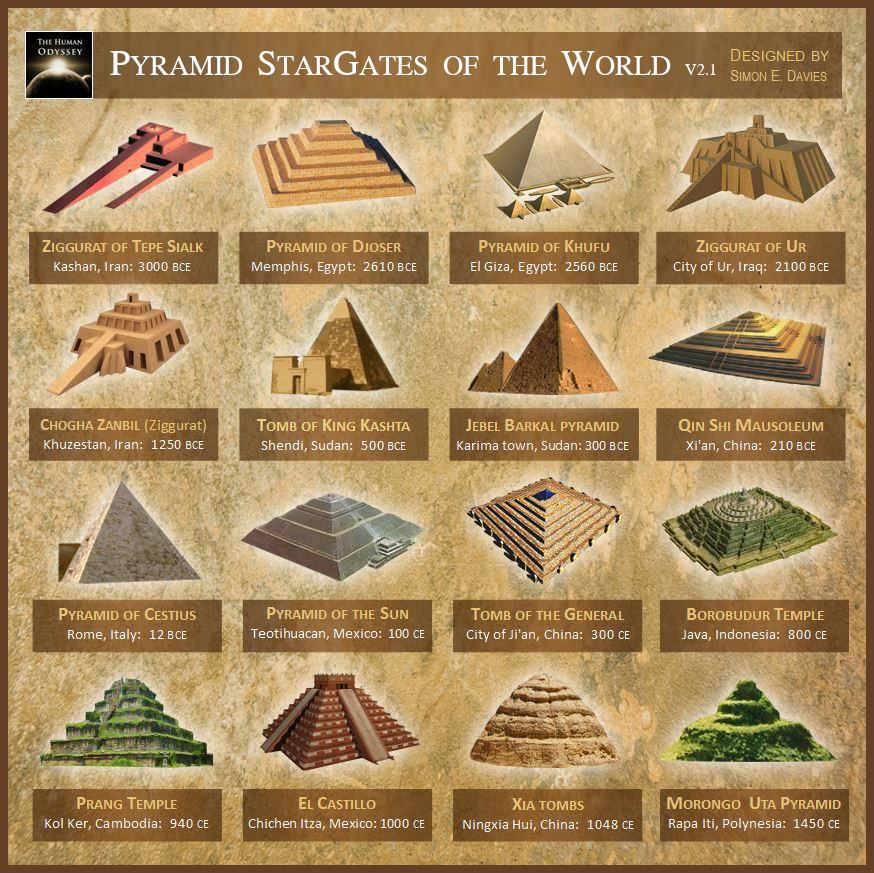 THE HUMAN
ODYSSEY
PYRAMID STARGATES OF THE WORLD V2.1
DESIGNED BY
SIMON E. DAVIES
ZIGGURAT OF TEPE SIALK
Kashan, Iran: 3000 BCE
PYRAMID OF DJOSER
Memphis, Egypt: 2610 BCE
PYRAMID OF KHUFU
El Giza, Egypt: 2560 BCE
ZIGGURAT OF UR
City of Ur, Iraq: 2100 BCE
CHOGHA ZANBIL (Ziggurat)
Khuzestan, Iran: 1250 BCE
TOMB OF KING KASHTA
Shendi, Sudan: 500 BCE
JEBEL BARKAL PYRAMID
Karima town, Sudan: 300 BCE
QIN SHI MAUSOLEUM
Xi'an, China: 210 BCE
PYRAMID OF CESTIUS
Rome, Italy: 12 BCE
PYRAMID OF THE SUN
Teotihuacan, Mexico: 100 CE
TOMB OF THE GENERAL
City of Ji'an, China: 300 CE
BOROBUDUR TEMPLE
Java, Indonesia: 800 CE
PRANG TEMPLE
Kol Ker, Cambodia: 940 CE
EL CASTILLO
Chichen Itza, Mexico: 1000 CE
XIA TOMBS
Ningxia Hui, China: 1048 CE
MORONGO UTA PYRAMID
Rapa Iti, Polynesia: 1450 CE